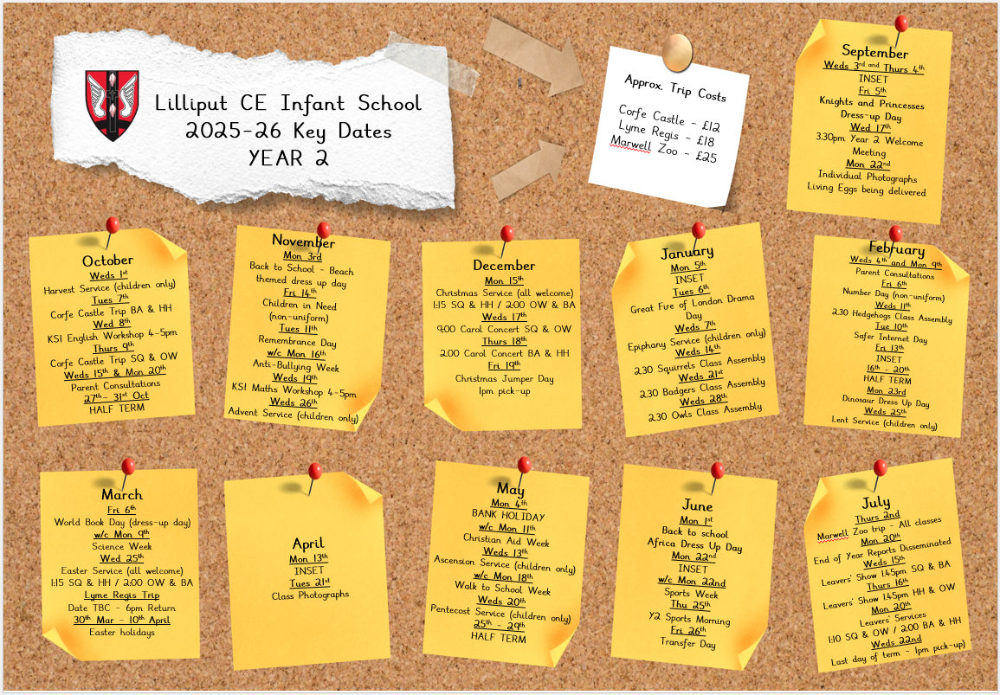 Lilliput CE Infant School
2025-26 Key Dates
YEAR 2
Approx. Trip Costs
Corfe Castle - £12
Lyme Regis - £18
Marwell Zoo - £25
September
Weds 3rd and Thurs 4th
INSET
Fri 5th
Knights and Princesses
Dress-up Day
Wed 17th
3.30pm Year 2 Welcome
Meeting
Mon 22nd
Individual Photographs
Living Eggs being delivered
October
Weds 1st
Harvest Service (children only)
Tues 7th
Corfe Castle Trip BA & HH
Wed 8th
KS1 English Workshop 4-5pm
Thurs 9th
Corfe Castle Trip SQ & OW
Weds 15th & Mon 20th
Parent Consultations
27th- 31st Oct
HALF TERM
November
Mon 3rd
Back to School - Beach
themed dress up day
Fri 14th
Children in Need
(non-uniform)
Tues 11th
Remembrance Day
w/c Mon 16th
Anti-Bullying Week
Weds 19th
KS1 Maths Workshop 4-5pm
Weds 26th
Advent Service (children only)
December
Mon 15th
Christmas Service (all welcome)
1:15 SQ & HH / 2:00 OW & BA
Weds 17th
9:00 Carol Concert SQ & OW
Thurs 18th
2.00 Carol Concert BA & HH
Fri 19th
Christmas Jumper Day
1pm pick-up
January
Mon 5th
INSET
Tues 6th
Great Fire of London Drama
Day
Weds 7th
Epiphany Service (children only)
Weds 14th
2.30 Squirrels Class Assembly
Weds 21st
2.30 Badgers Class Assembly
Weds 28th
2.30 Owls Class Assembly
February
Weds 4th and Mon 9th
Parent Consultations
Fri 6th
Number Day (non-uniform)
Weds 11th
2.30 Hedgehogs Class Assembly
Tue 10th
Safer Internet Day
Fri 13th
INSET
16th - 20th
HALF TERM
Mon 23rd
Dinosaur Dress Up Day
Weds 25th
Lent Service (children only)
March
Fri 6th
World Book Day (dress-up day)
w/c Mon 9th
Science Week
Wed 25th
Easter Service (all welcome)
1:15 SQ & HH / 2:00 OW & BA
Lyme Regis Trip
Date TBC - 6pm Return
30th Mar - 10th April
Easter holidays
April
Mon 13th
INSET
Tues 21st
Class Photographs
May
Mon 4th
BANK HOLIDAY
w/c Mon 11th
Christian Aid Week
Weds 13th
Ascension Service (children only)
w/c Mon 18th
Walk to School Week
Weds 20th
Pentecost Service (children only)
25th - 29th
HALF TERM
June
Mon 1st
Back to school
Africa Dress Up Day
Mon 22nd
INSET
w/c Mon 22nd
Sports Week
Thu 25th
Y2 Sports Morning
Fri 26th
Transfer Day
July
Thurs 2nd
Marwell Zoo trip - All classes
Mon 20th
End of Year Reports Disseminated
Weds 15th
Leavers' Show 1.45pm SQ & BA
Thurs 16th
Leavers' Show 1.45pm HH & OW
Mon 20th
Leavers' Services
1:10 SQ & OW / 2:00 BA & HH
Weds 22nd
Last day of term - 1pm pick-up)